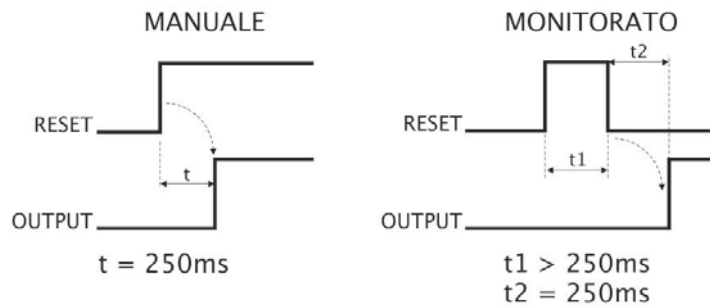 MANUALE
RESET
t
OUTPUT
t = 250ms
MONITORATO
t2
RESET
t1
OUTPUT
t1 > 250ms
t2 = 250ms